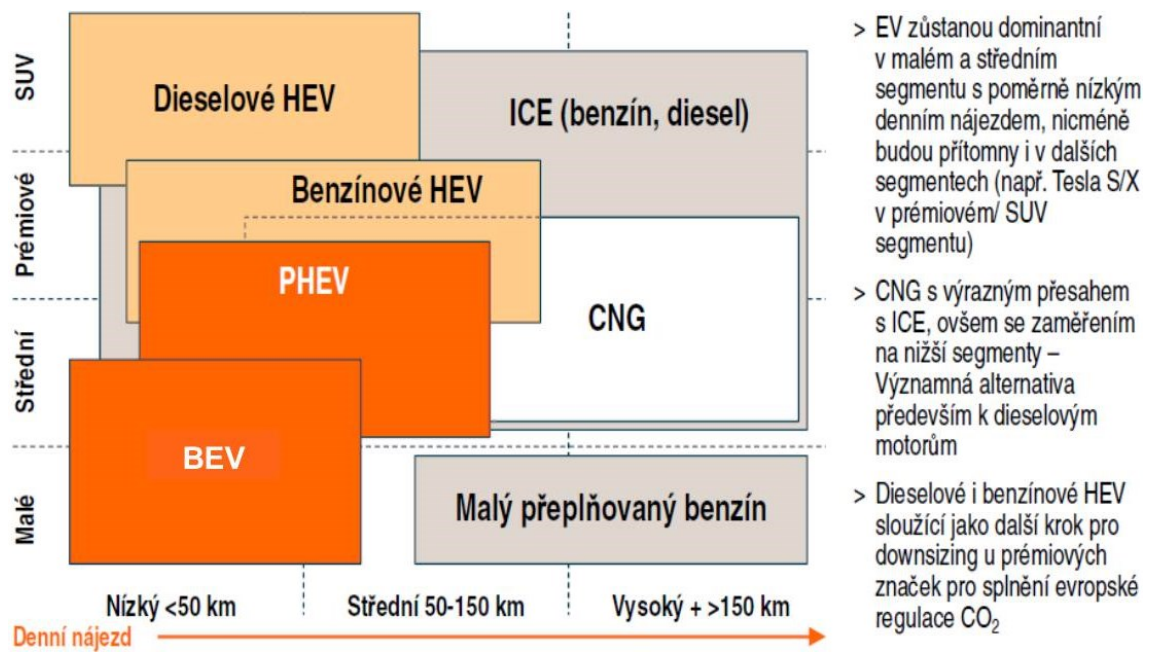 SUV
Prémiové
Střední
Malé
Dieselové HEV
ICE (benzín, diesel)
Benzínové HEV
PHEV
CNG
BEV
Malý přeplňovaný benzín
Nízký <50 km
Střední 50-150 km
Vysoký + >150 km
Denní nájezd
> EV zůstanou dominantní
v malém a středním
segmentu s poměrně nízkým
denním nájezdem, nicméně
budou přítomny i v dalších
segmentech (např. Tesla S/X
v prémiovém/ SUV
segmentu)
> CNG s výrazným přesahem
s ICE, ovšem se zaměřením
na nižší segmenty –
Významná alternativa
především k dieselovým
motorům
> Dieselové i benzínové HEV
sloužící jako další krok pro
downsizing u prémiových
značek pro splnění evropské
regulace CO₂